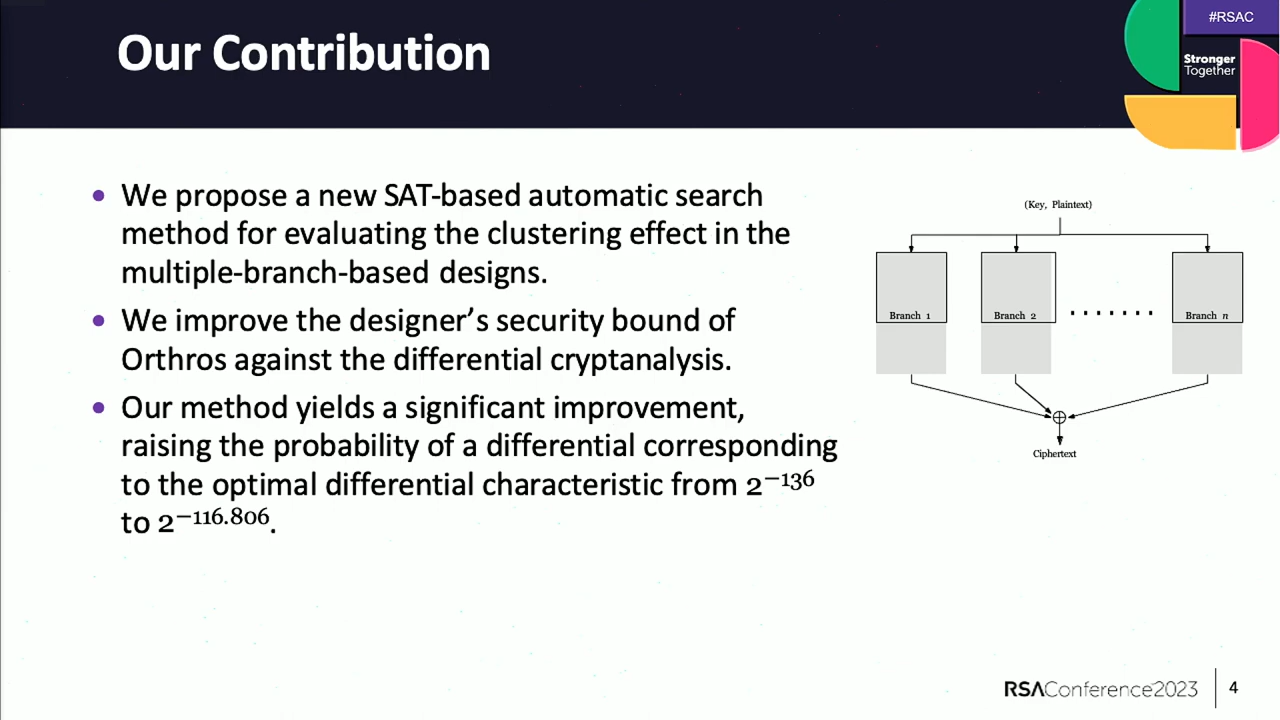 Our Contribution
#RSAC
Stronger
Together
• We propose a new SAT-based automatic search
method for evaluating the clustering effect in the
multiple-branch-based designs.
• We improve the designer’s security bound of
Orthros against the differential cryptanalysis.
• Our method yields a significant improvement,
raising the probability of a differential corresponding
to the optimal differential characteristic from 2⁻¹³⁶
to 2^−116.806.
(Key, Plaintext)
Branch 1
Branch 2
.......
Branch n
Ciphertext
RSAConference2023
4